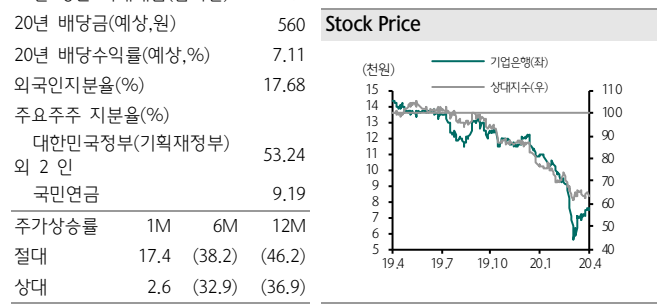 20년 배당금(예상,원) 560
20년 배당수익률(예상,%) 7.11
외국인지분율(%) 17.68
주요주주 지분율(%)
대한민국정부(기획재정부)
외 2 인 53.24
국민연금 9.19
주가상승률 1M 6M 12M
절대 17.4 (38.2) (46.2)
상대 2.6 (32.9) (36.9)
Stock Price
(천원)
기업은행(좌)
상대지수(우)
15
14
13
12
11
10
9
8
7
6
5
110
100
90
80
70
60
50
40
19.4 19.7 19.10 20.1 20.4